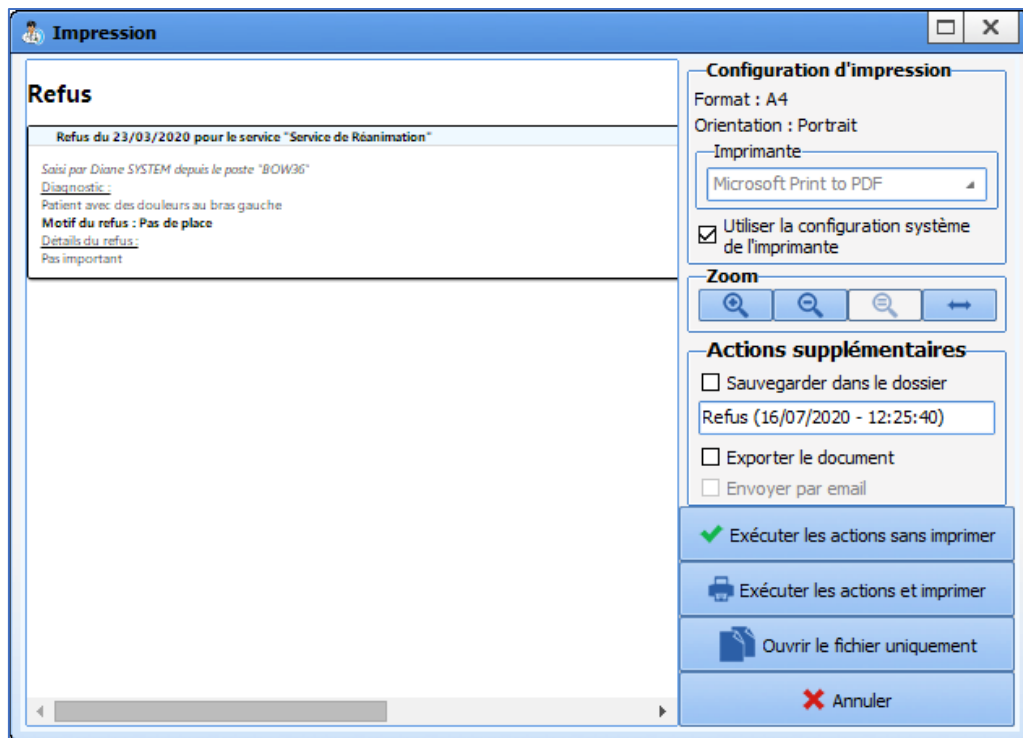 Impression
Refus
Refus du 23/03/2020 pour le service "Service de Réanimation"
Saisi par Diane SYSTEM depuis le poste "BOW36"
Diagnostic :
Patient avec des douleurs au bras gauche
Motif du refus : Pas de place
Détails du refus :
Pas important
Configuration d'impression
Format : A4
Orientation : Portrait
Imprimante
Microsoft Print to PDF
Utiliser la configuration système
de l'imprimante
Zoom
Actions supplémentaires
Sauvegarder dans le dossier
Refus (16/07/2020 - 12:25:40)
Exporter le document
Envoyer par email
Exécuter les actions sans imprimer
Exécuter les actions et imprimer
Ouvrir le fichier uniquement
Annuler